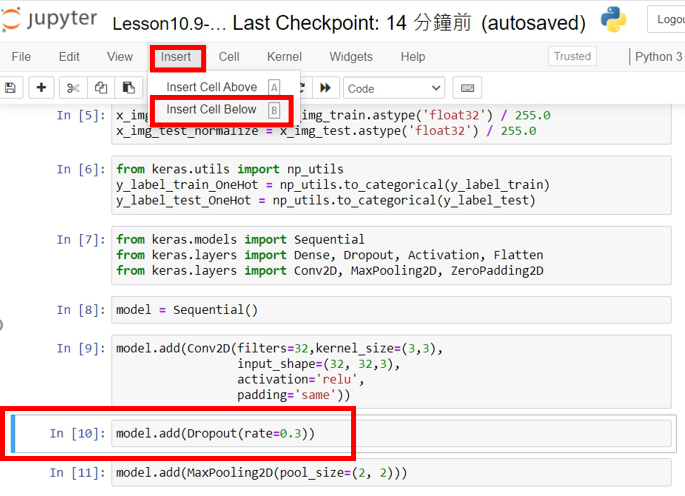 jupyter Lesson10.9-... Last Checkpoint: 14 分鐘前 (autosaved) Logou
File Edit View Insert Cell Kernel Widgets Help Trusted Python 3
Code
Insert Cell Above A
Insert Cell Below B
In [5]: x_img_train.astype('float32') / 255.0
x_img_test_normalize = x_img_test.astype('float32') / 255.0
In [6]: from keras.utils import np_utils
y_label_train_OneHot = np_utils.to_categorical(y_label_train)
y_label_test_OneHot = np_utils.to_categorical(y_label_test)
In [7]: from keras.models import Sequential
from keras.layers import Dense, Dropout, Activation, Flatten
from keras.layers import Conv2D, MaxPooling2D, ZeroPadding2D
In [8]: model = Sequential()
In [9]: model.add(Conv2D(filters=32,kernel_size=(3,3),
input_shape=(32, 32,3),
activation='relu',
padding='same'))
In [10]: model.add(Dropout(rate=0.3))
In [11]: model.add(MaxPooling2D(pool_size=(2, 2)))